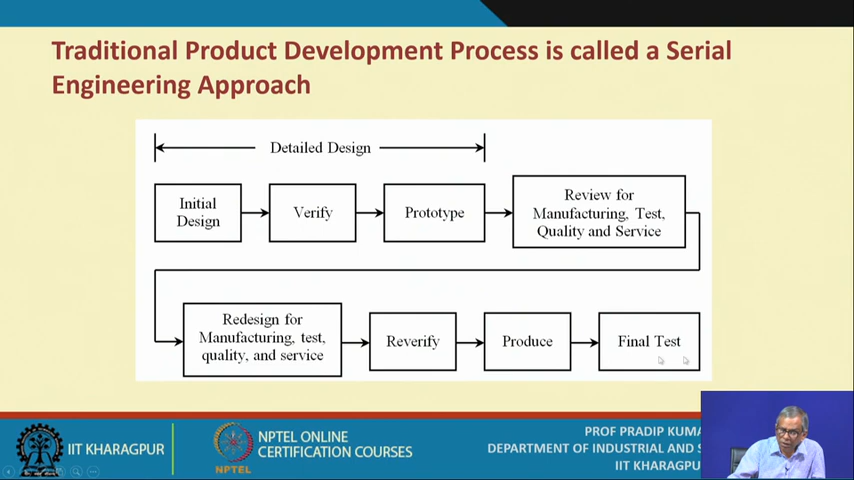 Traditional Product Development Process is called a Serial
Engineering Approach
Detailed Design
Initial
Design
Verify
Prototype
Review for
Manufacturing, Test,
Quality and Service
Redesign for
Manufacturing, test,
quality, and service
Reverify
Produce
Final Test
IIT KHARAGPUR
NPTEL
NPTEL ONLINE
CERTIFICATION COURSES
PROF PRADIP KUMA
DEPARTMENT OF INDUSTRIAL AND S
IIT KHARAGPU